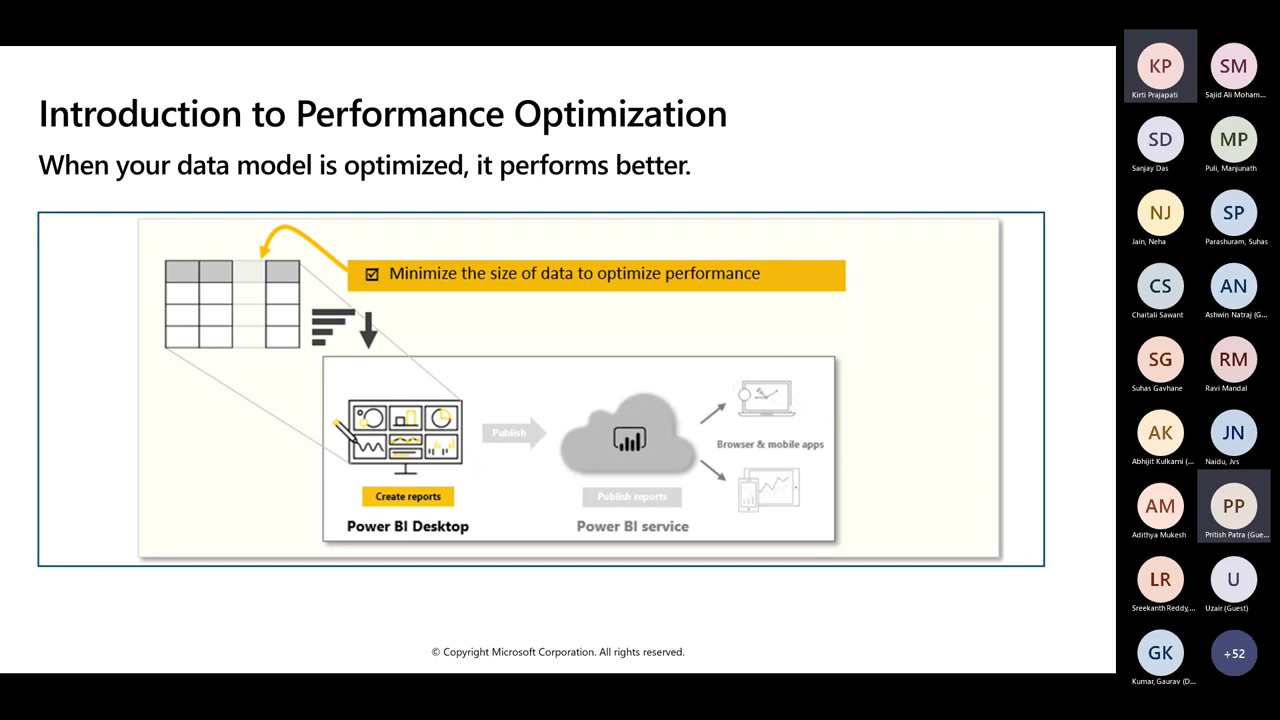 Introduction to Performance Optimization
When your data model is optimized, it performs better.
Minimize the size of data to optimize performance
Publish
Browser & mobile apps
Create reports
Publish reports
Power BI Desktop
Power BI service
© Copyright Microsoft Corporation. All rights reserved.
KP
Kirti Prajapati
SM
Sajid Ali Moham...
SD
Sanjay Das
MP
Puli, Manjunath
NJ
Jain, Neha
SP
Parashuram, Suhas
CS
Chaitali Sawant
AN
Ashwin Natraj (G...
SG
Suhas Gavhane
RM
Ravi Mandal
AK
Abhijit Kulkarni (...
JN
Naidu, Jvs
AM
Adithya Mukesh
PP
Pritish Patra (Gue...
LR
Sreekanth Reddy,...
U
Uzair (Guest)
GK
Kumar, Gaurav (D...
+52